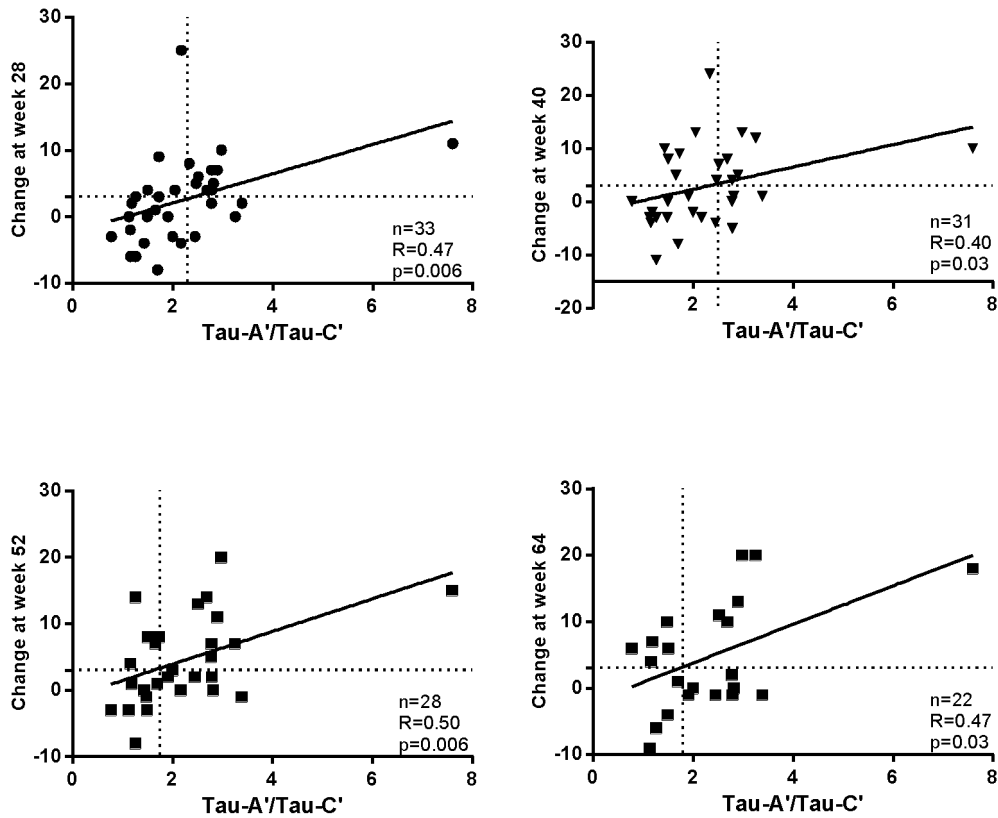 Change at week 28
30
20
10
0
-10
0
2
4
6
8
Tau-A'/Tau-C'
n=33
R=0.47
p=0.006
Change at week 40
30
20
10
0
-10
-20
2
4
6
8
Tau-A'/Tau-C'
n=31
R=0.40
p=0.03
Change at week 52
30
20
10
0
-10
0
2
4
6
8
Tau-A'/Tau-C'
n=28
R=0.50
p=0.006
Change at week 64
30
20
10
0
-10
0
2
4
6
8
Tau-A'/Tau-C'
n=22
R=0.47
p=0.03